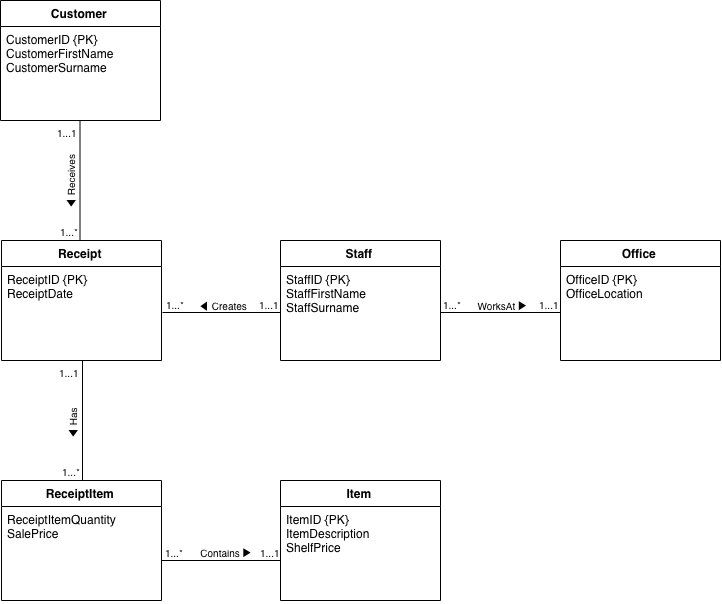 Customer
CustomerID {PK}
CustomerFirstName
CustomerSurname
1...1
Receives
1...*
Receipt
ReceiptID {PK}
ReceiptDate
1...*
Creates
1...1
Staff
StaffID {PK}
StaffFirstName
StaffSurname
1...*
WorksAt
1...1
Office
OfficeID {PK}
OfficeLocation
1...1
Has
1...*
ReceiptItem
ReceiptItemQuantity
SalePrice
1...*
Contains
1...1
Item
ItemID {PK}
ItemDescription
ShelfPrice